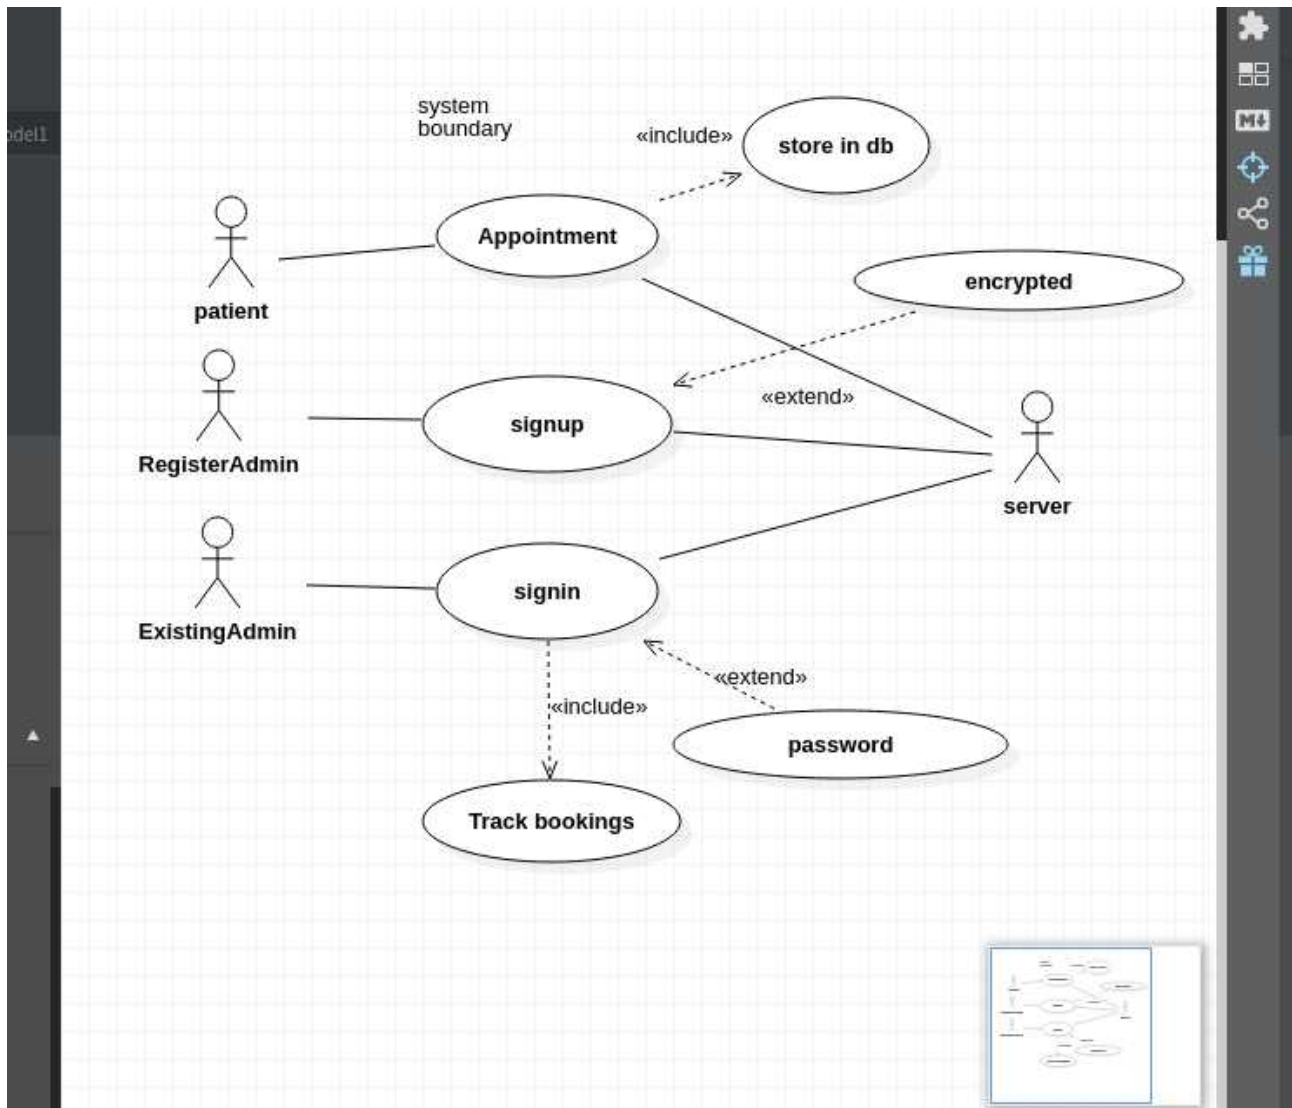 system
boundary
«include»
store in db
odel1
Appointment
encrypted
patient
«extend»
signup
RegisterAdmin
server
signin
ExistingAdmin
«extend»
«include»
password
Track bookings
M